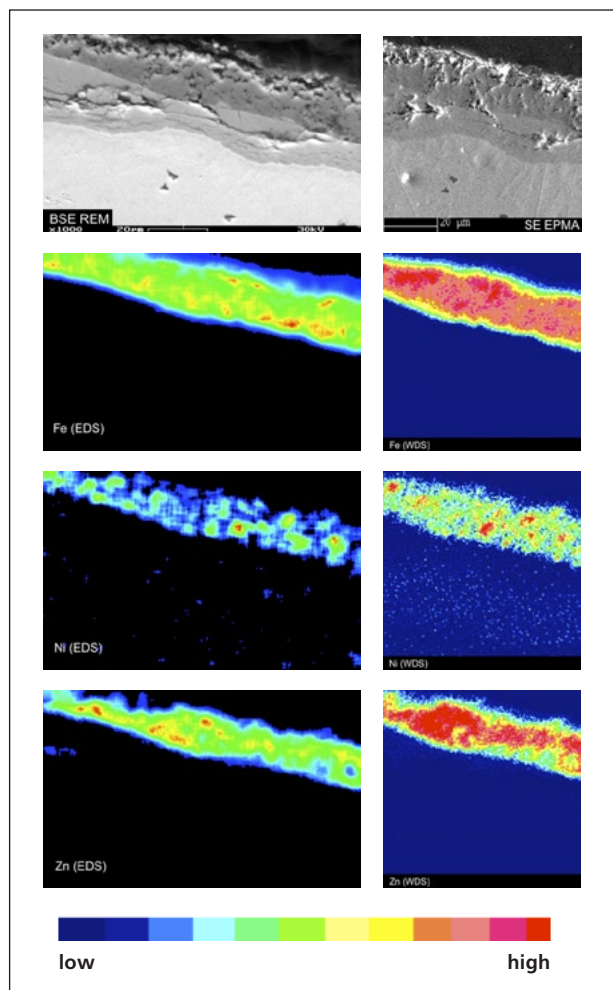 BSE REM
x1000 20µm 30kV
20 µm SE EPMA
Fe (EDS)
Fe (WDS)
Ni (EDS)
Ni (WDS)
Zn (EDS)
Zn (WDS)
low high